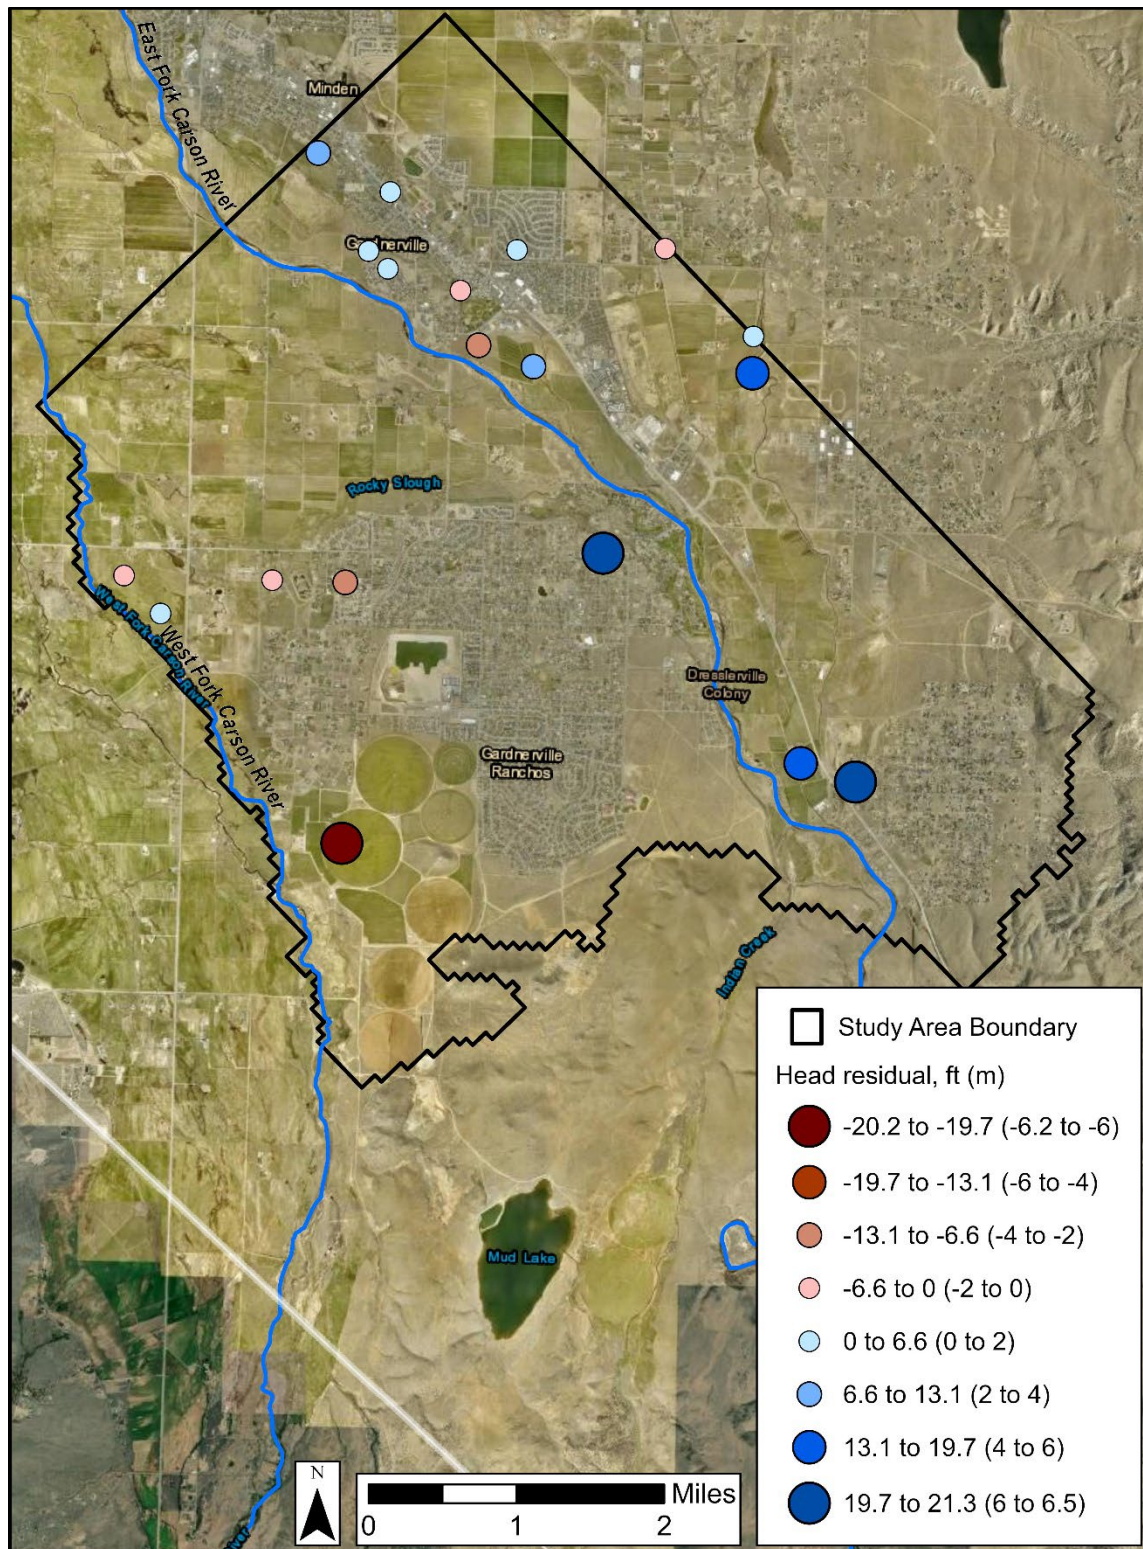 Minden
East Fork Carson River
Gardnerville
Rocky Slough
West Fork Carson River
West Fork Carson River
Dresslerville
Colony
Gardnerville
Ranchos
Indian Creek
Mud Lake
River
Study Area Boundary
Head residual, ft (m)
-20.2 to -19.7 (-6.2 to -6)
-19.7 to -13.1 (-6 to -4)
-13.1 to -6.6 (-4 to -2)
-6.6 to 0 (-2 to 0)
0 to 6.6 (0 to 2)
6.6 to 13.1 (2 to 4)
13.1 to 19.7 (4 to 6)
19.7 to 21.3 (6 to 6.5)
N
Miles
0 1 2